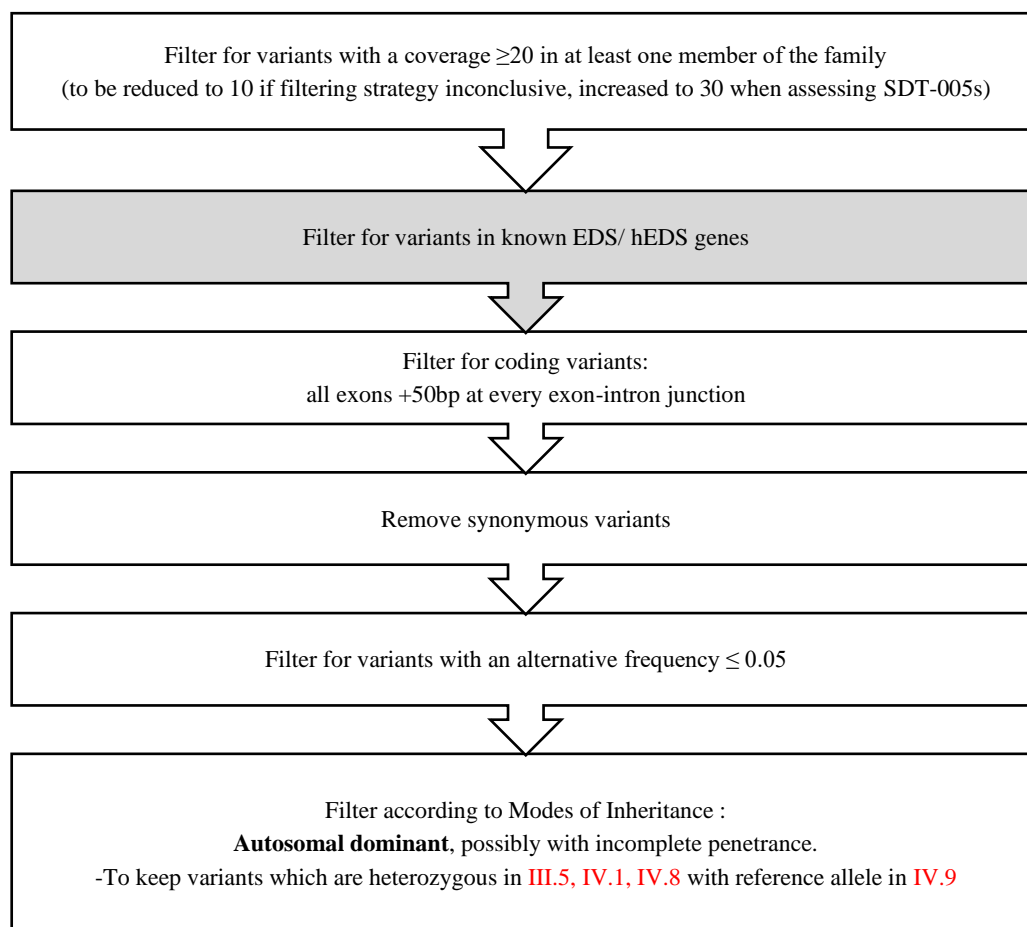 Filter for variants with a coverage ≥20 in at least one member of the family
(to be reduced to 10 if filtering strategy inconclusive, increased to 30 when assessing SDT-005s)
Filter for variants in known EDS/ hEDS genes
Filter for coding variants:
all exons +50bp at every exon-intron junction
Remove synonymous variants
Filter for variants with an alternative frequency ≤ 0.05
Filter according to Modes of Inheritance :
Autosomal dominant, possibly with incomplete penetrance.
-To keep variants which are heterozygous in III.5, IV.1, IV.8 with reference allele in IV.9